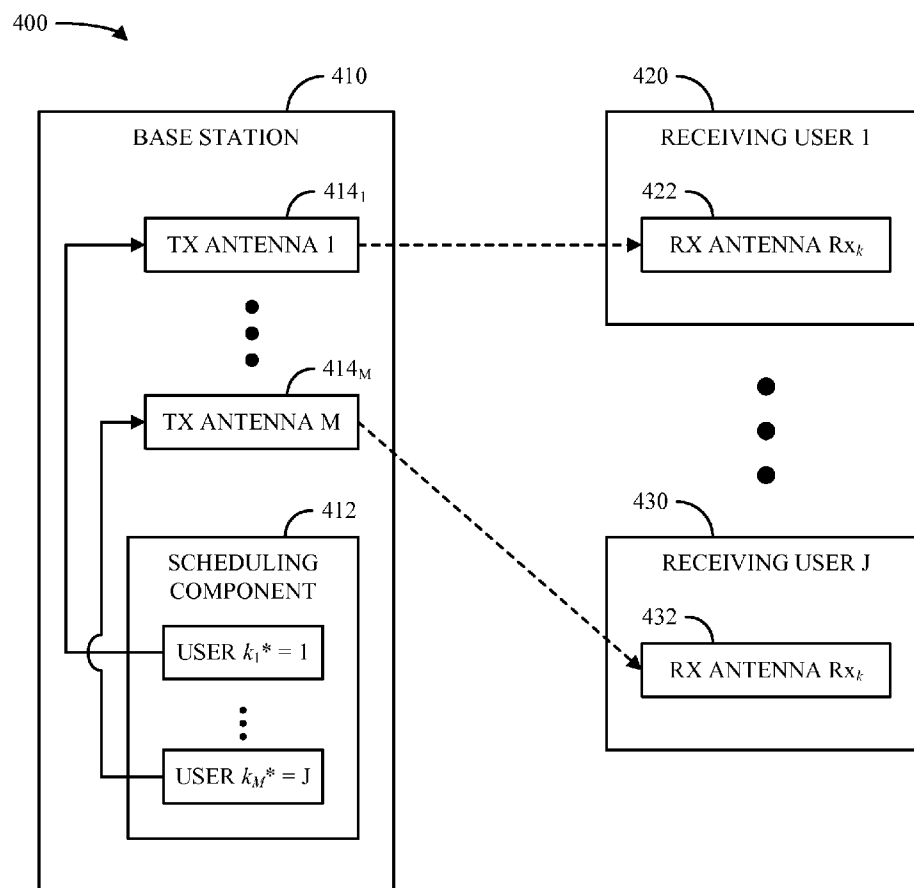 400
410
BASE STATION
414₁
TX ANTENNA 1
414M
TX ANTENNA M
412
SCHEDULING
COMPONENT
USER k₁* = 1
USER kM* = J
420
RECEIVING USER 1
422
RX ANTENNA Rxₖ
430
RECEIVING USER J
432
RX ANTENNA Rxₖ